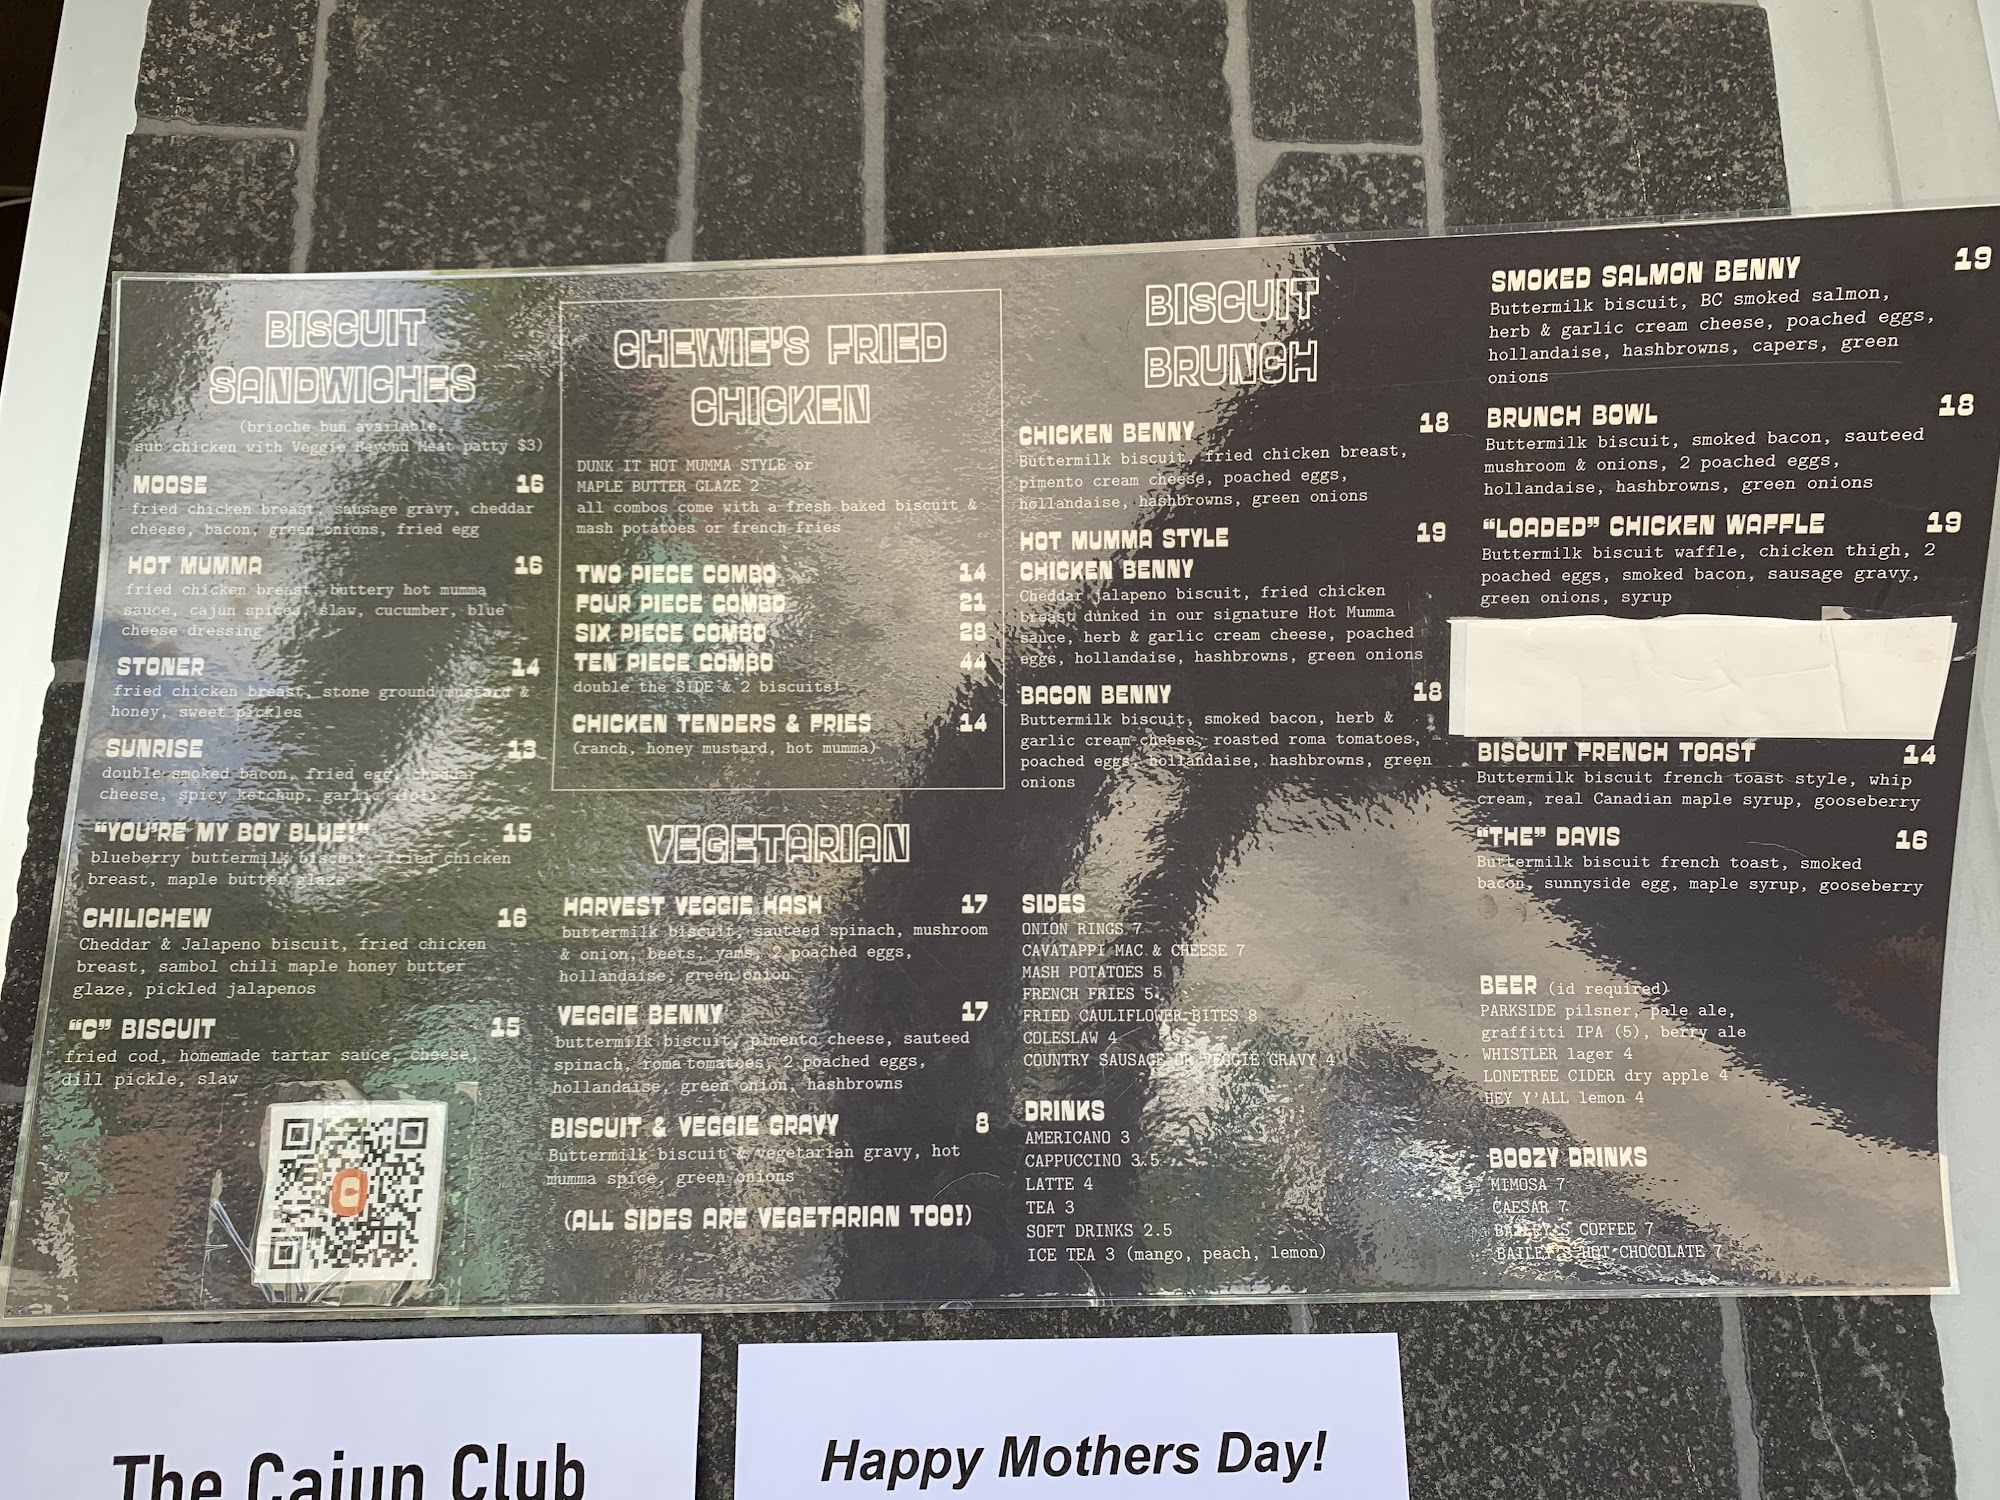 BISCUIT
SANDWICHES
(brioche bun available,
sub chicken with Veggie Beyond Meat patty $3)
MOOSE 16
fried chicken breast, sausage gravy, cheddar
cheese, bacon, green onions, fried egg
HOT MUMMA 16
fried chicken breast, buttery hot mumma
sauce, cajun spices, slaw, cucumber, blue
cheese dressing
STONER 14
fried chicken breast, stone ground mustard &
honey, sweet pickles
SUNRISE 13
double smoked bacon, fried egg, cheddar
cheese, spicy ketchup, garlic aioli
"YOU'RE MY BOY BLUE!" 15
blueberry buttermilk biscuit, fried chicken
breast, maple butter glaze
CHILICHEW 16
Cheddar & Jalapeno biscuit, fried chicken
breast, sambol chili maple honey butter
glaze, pickled jalapenos
"C" BISCUIT 15
fried cod, homemade tartar sauce, cheese,
dill pickle, slaw
C
CHEWIE'S FRIED
CHICKEN
DUNK IT HOT MUMMA STYLE or
MAPLE BUTTER GLAZE 2
all combos come with a fresh baked biscuit &
mash potatoes or french fries
TWO PIECE COMBO 14
FOUR PIECE COMBO 21
SIX PIECE COMBO 28
TEN PIECE COMBO 44
double the SIDE & 2 biscuits!
CHICKEN TENDERS & FRIES 14
(ranch, honey mustard, hot mumma)
VEGETARIAN
HARVEST VEGGIE HASH 17
buttermilk biscuit, sauteed spinach, mushroom
& onion, beets, yams, 2 poached eggs,
hollandaise, green onion
VEGGIE BENNY 17
buttermilk biscuit, pimento cheese, sauteed
spinach, roma tomatoes, 2 poached eggs,
hollandaise, green onion, hashbrowns
BISCUIT & VEGGIE GRAVY 8
Buttermilk biscuit & vegetarian gravy, hot
mumma spice, green onions
(ALL SIDES ARE VEGETARIAN TOO!)
BISCUIT
BRUNCH
CHICKEN BENNY 18
Buttermilk biscuit, fried chicken breast,
pimento cream cheese, poached eggs,
hollandaise, hashbrowns, green onions
HOT MUMMA STYLE 19
CHICKEN BENNY
Cheddar jalapeno biscuit, fried chicken
breast dunked in our signature Hot Mumma
sauce, herb & garlic cream cheese, poached
eggs, hollandaise, hashbrowns, green onions
BACON BENNY 18
Buttermilk biscuit, smoked bacon, herb &
garlic cream cheese, roasted roma tomatoes,
poached eggs, hollandaise, hashbrowns, green
onions
SIDES
ONION RINGS 7
CAVATAPPI MAC & CHEESE 7
MASH POTATOES 5
FRENCH FRIES 5
FRIED CAULIFLOWER BITES 8
COLESLAW 4
COUNTRY SAUSAGE OR VEGGIE GRAVY 4
DRINKS
AMERICANO 3
CAPPUCCINO 3.5
LATTE 4
TEA 3
SOFT DRINKS 2.5
ICE TEA 3 (mango, peach, lemon)
SMOKED SALMON BENNY 19
Buttermilk biscuit, BC smoked salmon,
herb & garlic cream cheese, poached eggs,
hollandaise, hashbrowns, capers, green
onions
BRUNCH BOWL 18
Buttermilk biscuit, smoked bacon, sauteed
mushroom & onions, 2 poached eggs,
hollandaise, hashbrowns, green onions
"LOADED" CHICKEN WAFFLE 19
Buttermilk biscuit waffle, chicken thigh, 2
poached eggs, smoked bacon, sausage gravy,
green onions, syrup
BISCUIT FRENCH TOAST 14
Buttermilk biscuit french toast style, whip
cream, real Canadian maple syrup, gooseberry
"THE" DAVIS 16
Buttermilk biscuit french toast, smoked
bacon, sunnyside egg, maple syrup, gooseberry
BEER (id required)
PARKSIDE pilsner, pale ale,
graffitti IPA (5), berry ale
WHISTLER lager 4
LONETREE CIDER dry apple 4
HEY Y'ALL lemon 4
BOOZY DRINKS
MIMOSA 7
CAESAR 7
BAILEY'S COFFEE 7
BAILEY'S HOT CHOCOLATE 7
The Cajun Club
Happy Mothers Day!